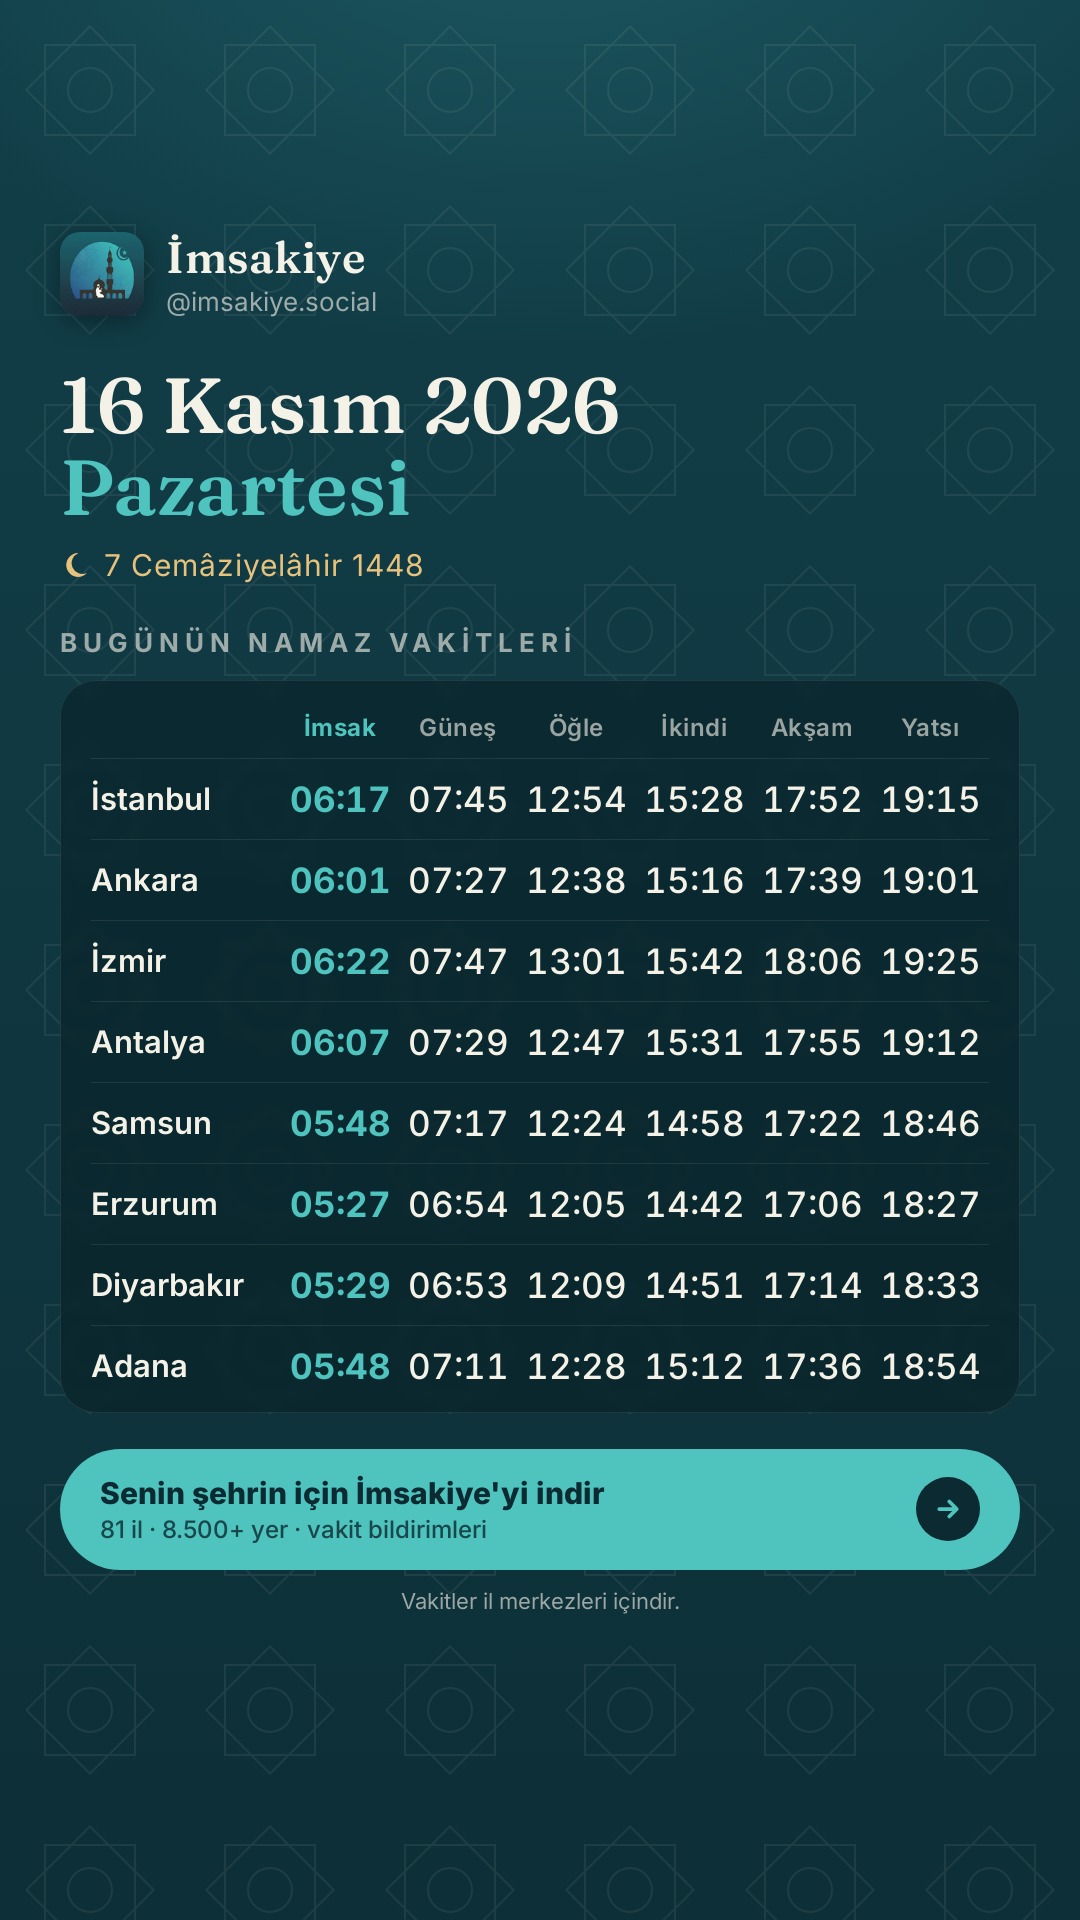 İmsakiye
@imsakiye.social
16 Kasım 2026
Pazartesi
7 Cemâziyelâhir 1448
BUGÜNÜN NAMAZ VAKİTLERİ
İmsak Güneş Öğle İkindi Akşam Yatsı
İstanbul 06:17 07:45 12:54 15:28 17:52 19:15
Ankara 06:01 07:27 12:38 15:16 17:39 19:01
İzmir 06:22 07:47 13:01 15:42 18:06 19:25
Antalya 06:07 07:29 12:47 15:31 17:55 19:12
Samsun 05:48 07:17 12:24 14:58 17:22 18:46
Erzurum 05:27 06:54 12:05 14:42 17:06 18:27
Diyarbakır 05:29 06:53 12:09 14:51 17:14 18:33
Adana 05:48 07:11 12:28 15:12 17:36 18:54
Senin şehrin için İmsakiye'yi indir
81 il · 8.500+ yer · vakit bildirimleri
Vakitler il merkezleri içindir.